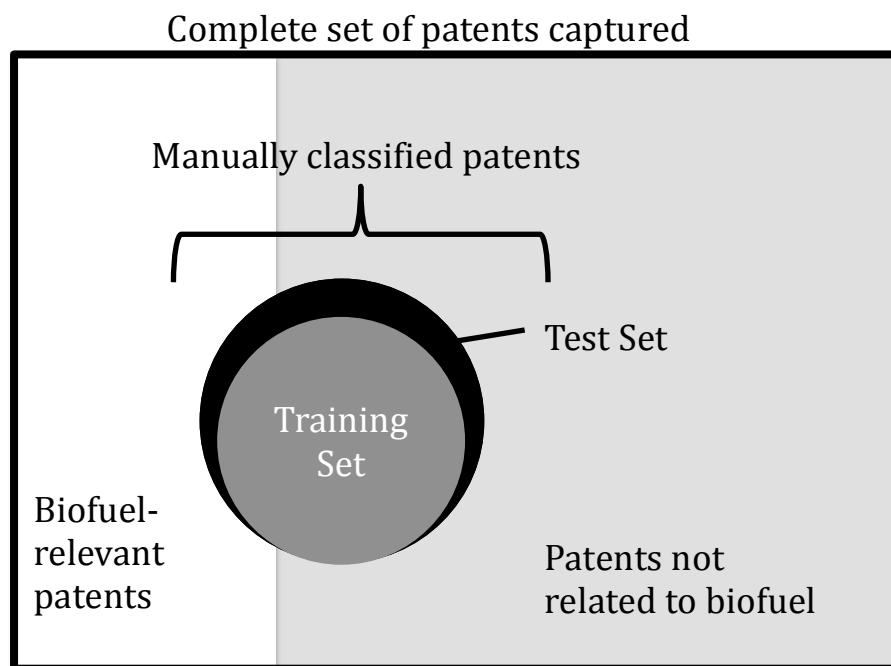 Complete set of patents captured
Manually classified patents
Test Set
Training
Set
Biofuel-
relevant
patents
Patents not
related to biofuel